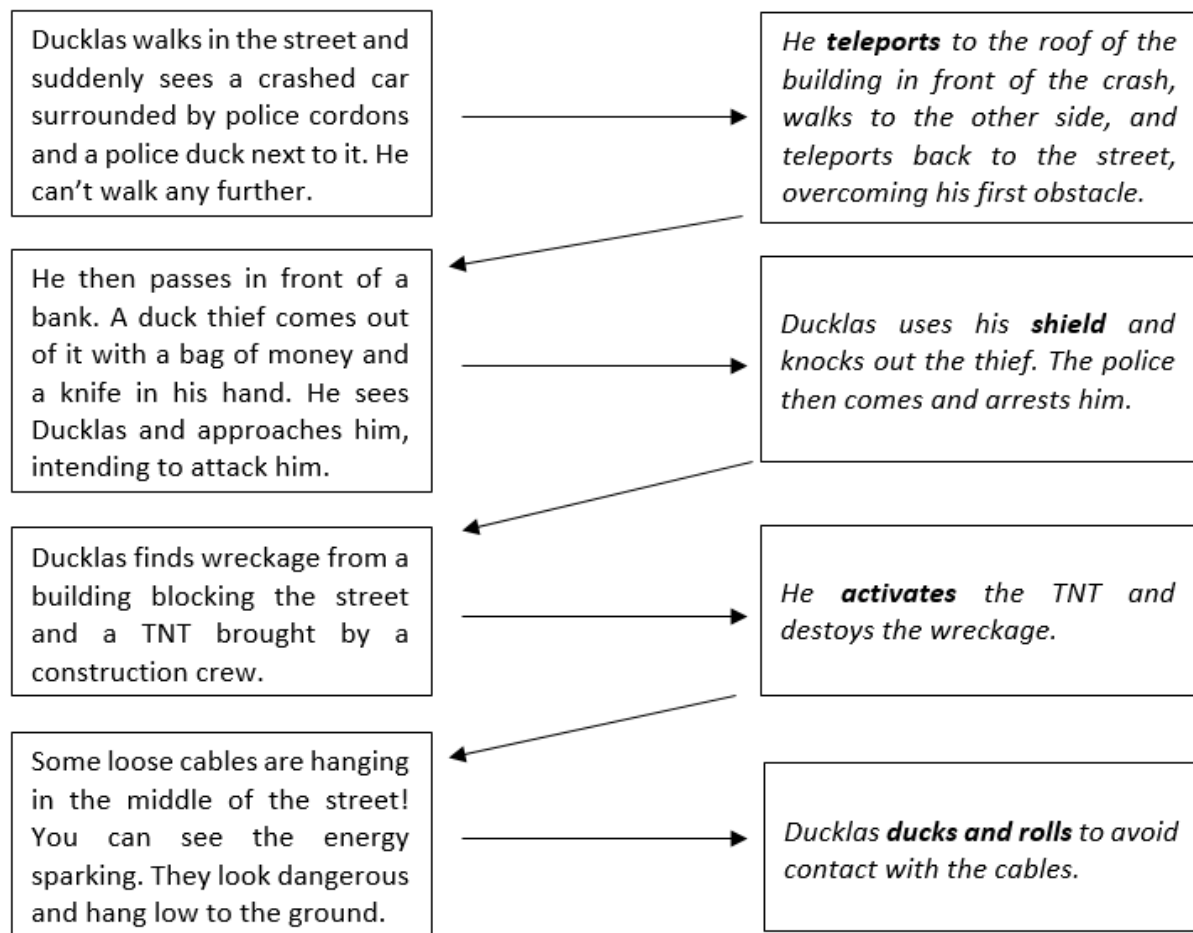 Ducklas walks in the street and
suddenly sees a crashed car
surrounded by police cordons
and a police duck next to it. He
can't walk any further.
He teleports to the roof of the
building in front of the crash,
walks to the other side, and
teleports back to the street,
overcoming his first obstacle.
He then passes in front of a
bank. A duck thief comes out
of it with a bag of money and
a knife in his hand. He sees
Ducklas and approaches him,
intending to attack him.
Ducklas uses his shield and
knocks out the thief. The police
then comes and arrests him.
Ducklas finds wreckage from a
building blocking the street
and a TNT brought by a
construction crew.
He activates the TNT and
destoys the wreckage.
Some loose cables are hanging
in the middle of the street!
You can see the energy
sparking. They look dangerous
and hang low to the ground.
Ducklas ducks and rolls to avoid
contact with the cables.